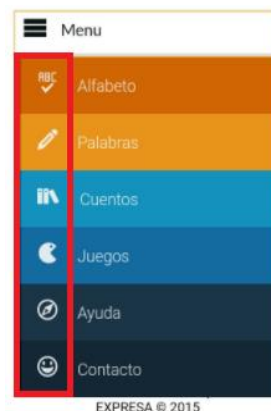 Menu
ABC Alfabeto
Palabras
Cuentos
Juegos
Ayuda
Contacto
EXPRESA © 2015